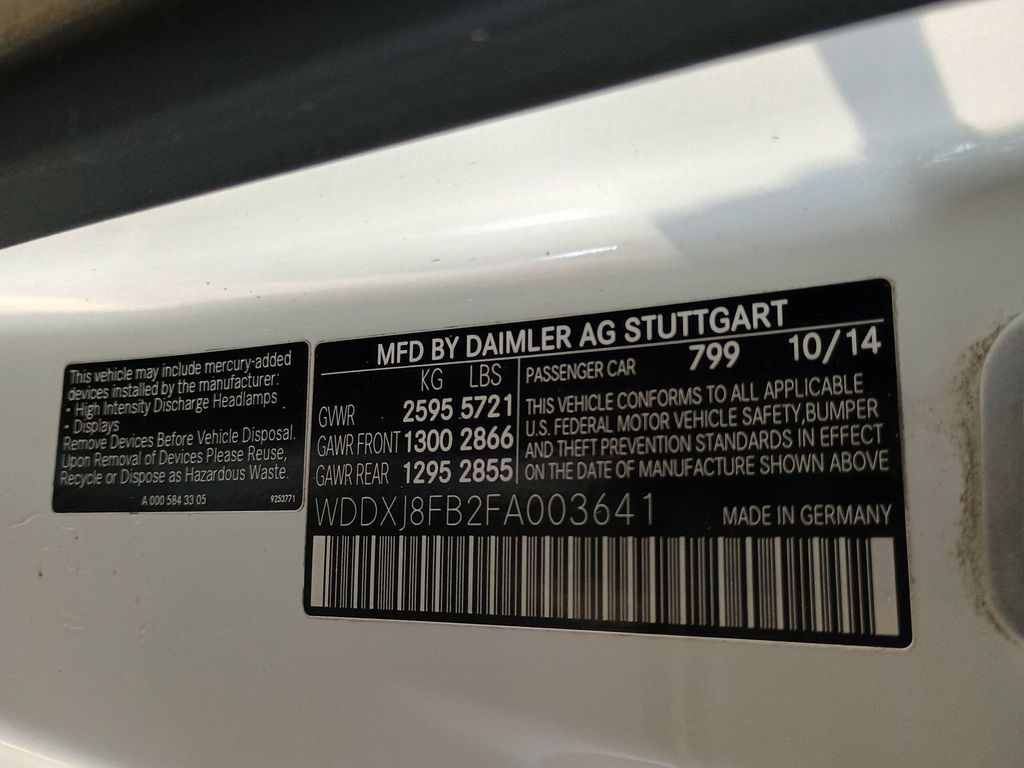 This vehicle may include mercury-added
devices installed by the manufacturer:
- High Intensity Discharge Headlamps
- Displays
Remove Devices Before Vehicle Disposal.
Upon Removal of Devices Please Reuse,
Recycle or Dispose as Hazardous Waste.
A 000 584 33 05 9253771
MFD BY DAIMLER AG STUTTGART
KG LBS
GVWR 2595 5721
GAWR FRONT 1300 2866
GAWR REAR 1295 2855
PASSENGER CAR 799 10/14
THIS VEHICLE CONFORMS TO ALL APPLICABLE
U.S. FEDERAL MOTOR VEHICLE SAFETY,BUMPER
AND THEFT PREVENTION STANDARDS IN EFFECT
ON THE DATE OF MANUFACTURE SHOWN ABOVE
WDDXJ8FB2FA003641 MADE IN GERMANY